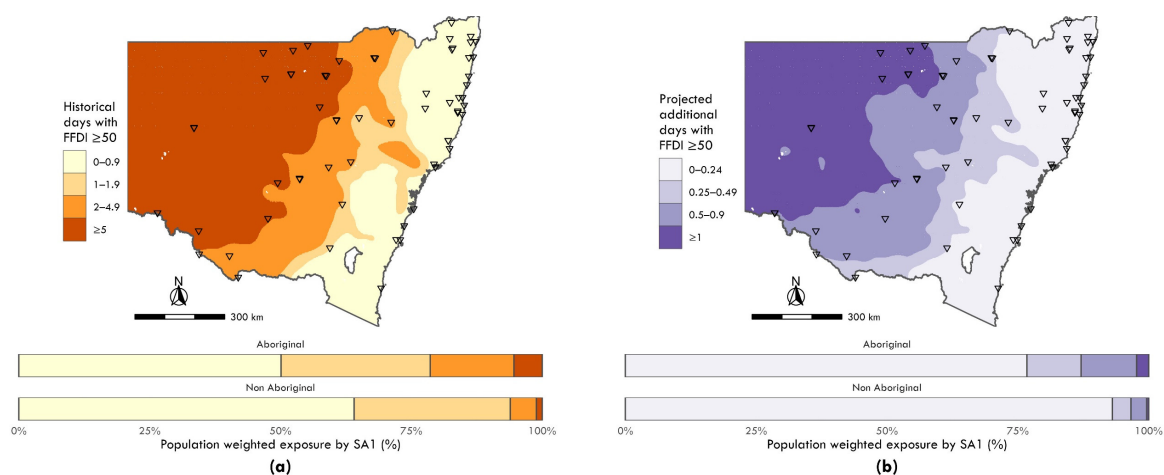 Historical
days with
FFDI ≥50
0–0.9
1–1.9
2–4.9
≥5
N
300 km
Aboriginal
Non Aboriginal
0%
25%
50%
75%
100%
Population weighted exposure by SA1 (%)
(a)
Projected
additional
days with
FFDI ≥50
0–0.24
0.25–0.49
0.5–0.9
≥1
N
300 km
Aboriginal
Non Aboriginal
0%
25%
50%
75%
100%
Population weighted exposure by SA1 (%)
(b)